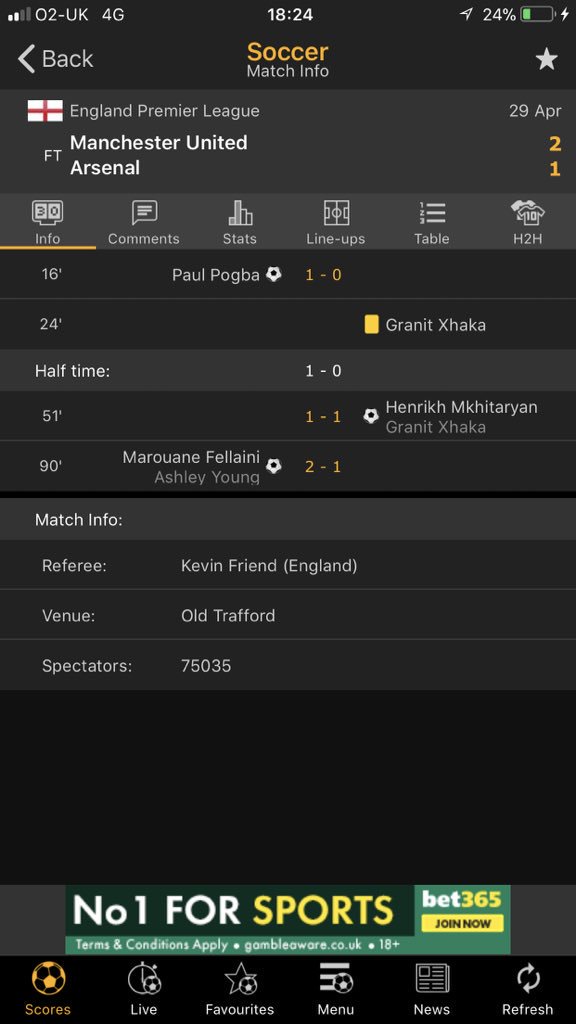 O2-UK 4G 18:24 24%
Back Soccer
Match Info
England Premier League 29 Apr
FT Manchester United 2
Arsenal 1
30 1 2 3 10
Info Comments Stats Line-ups Table H2H
16' Paul Pogba 1 - 0
24' Granit Xhaka
Half time: 1 - 0
51' 1 - 1 Henrikh Mkhitaryan
Granit Xhaka
90' Marouane Fellaini 2 - 1
Ashley Young
Match Info:
Referee: Kevin Friend (England)
Venue: Old Trafford
Spectators: 75035
No1 FOR SPORTS bet365
JOIN NOW
Terms & Conditions Apply • gambleaware.co.uk • 18+
Scores Live Favourites Menu News Refresh